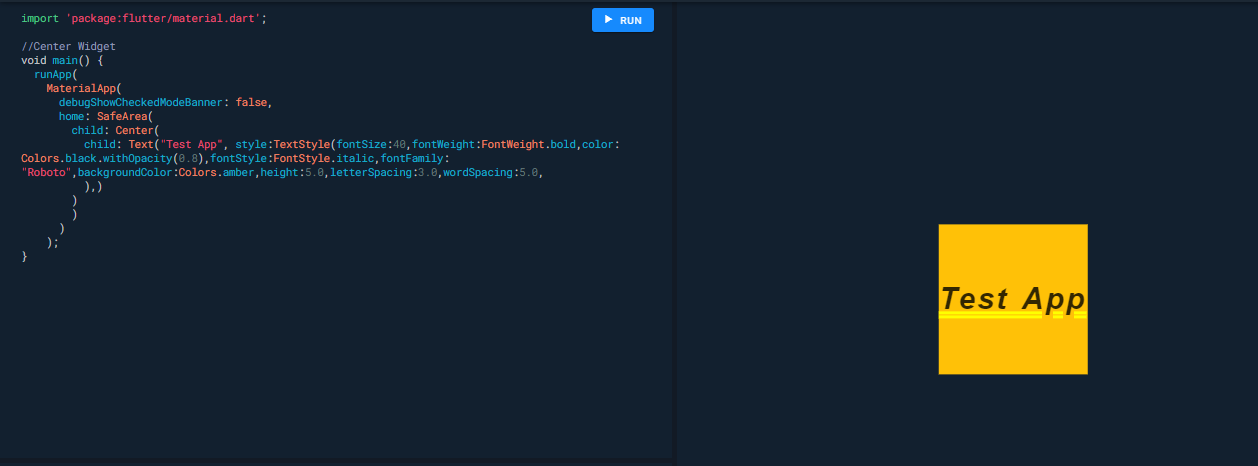 import 'package:flutter/material.dart';
RUN
//Center Widget
void main() {
runApp(
MaterialApp(
debugShowCheckedModeBanner: false,
home: SafeArea(
child: Center(
child: Text("Test App", style:TextStyle(fontSize:40,fontWeight:FontWeight.bold,color:
Colors.black.withOpacity(0.8),fontStyle:FontStyle.italic,fontFamily:
"Roboto",backgroundColor:Colors.amber,height:5.0,letterSpacing:3.0,wordSpacing:5.0,
),)
)
)
)
);
}
Test App